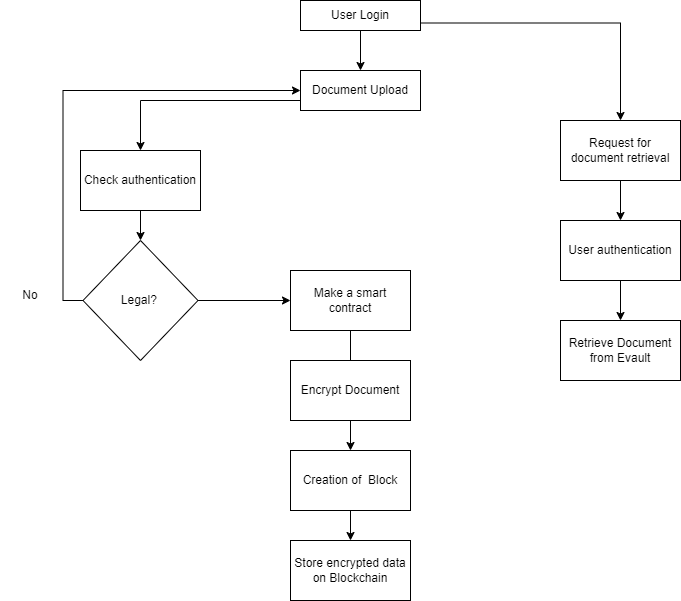 User Login
Document Upload
Request for
document retrieval
Check authentication
User authentication
No
Legal?
Make a smart
contract
Retrieve Document
from Evault
Encrypt Document
Creation of  Block
Store encrypted data
on Blockchain